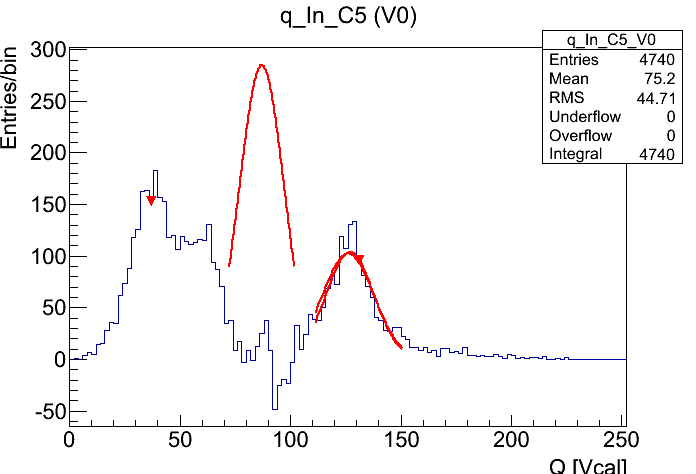 q_In_C5 (V0)
q_In_C5_V0
Entries 4740
Mean 75.2
RMS 44.71
Underflow 0
Overflow 0
Integral 4740
Entries/bin
300
250
200
150
100
50
0
-50
0 50 100 150 200 250
Q [Vcal]